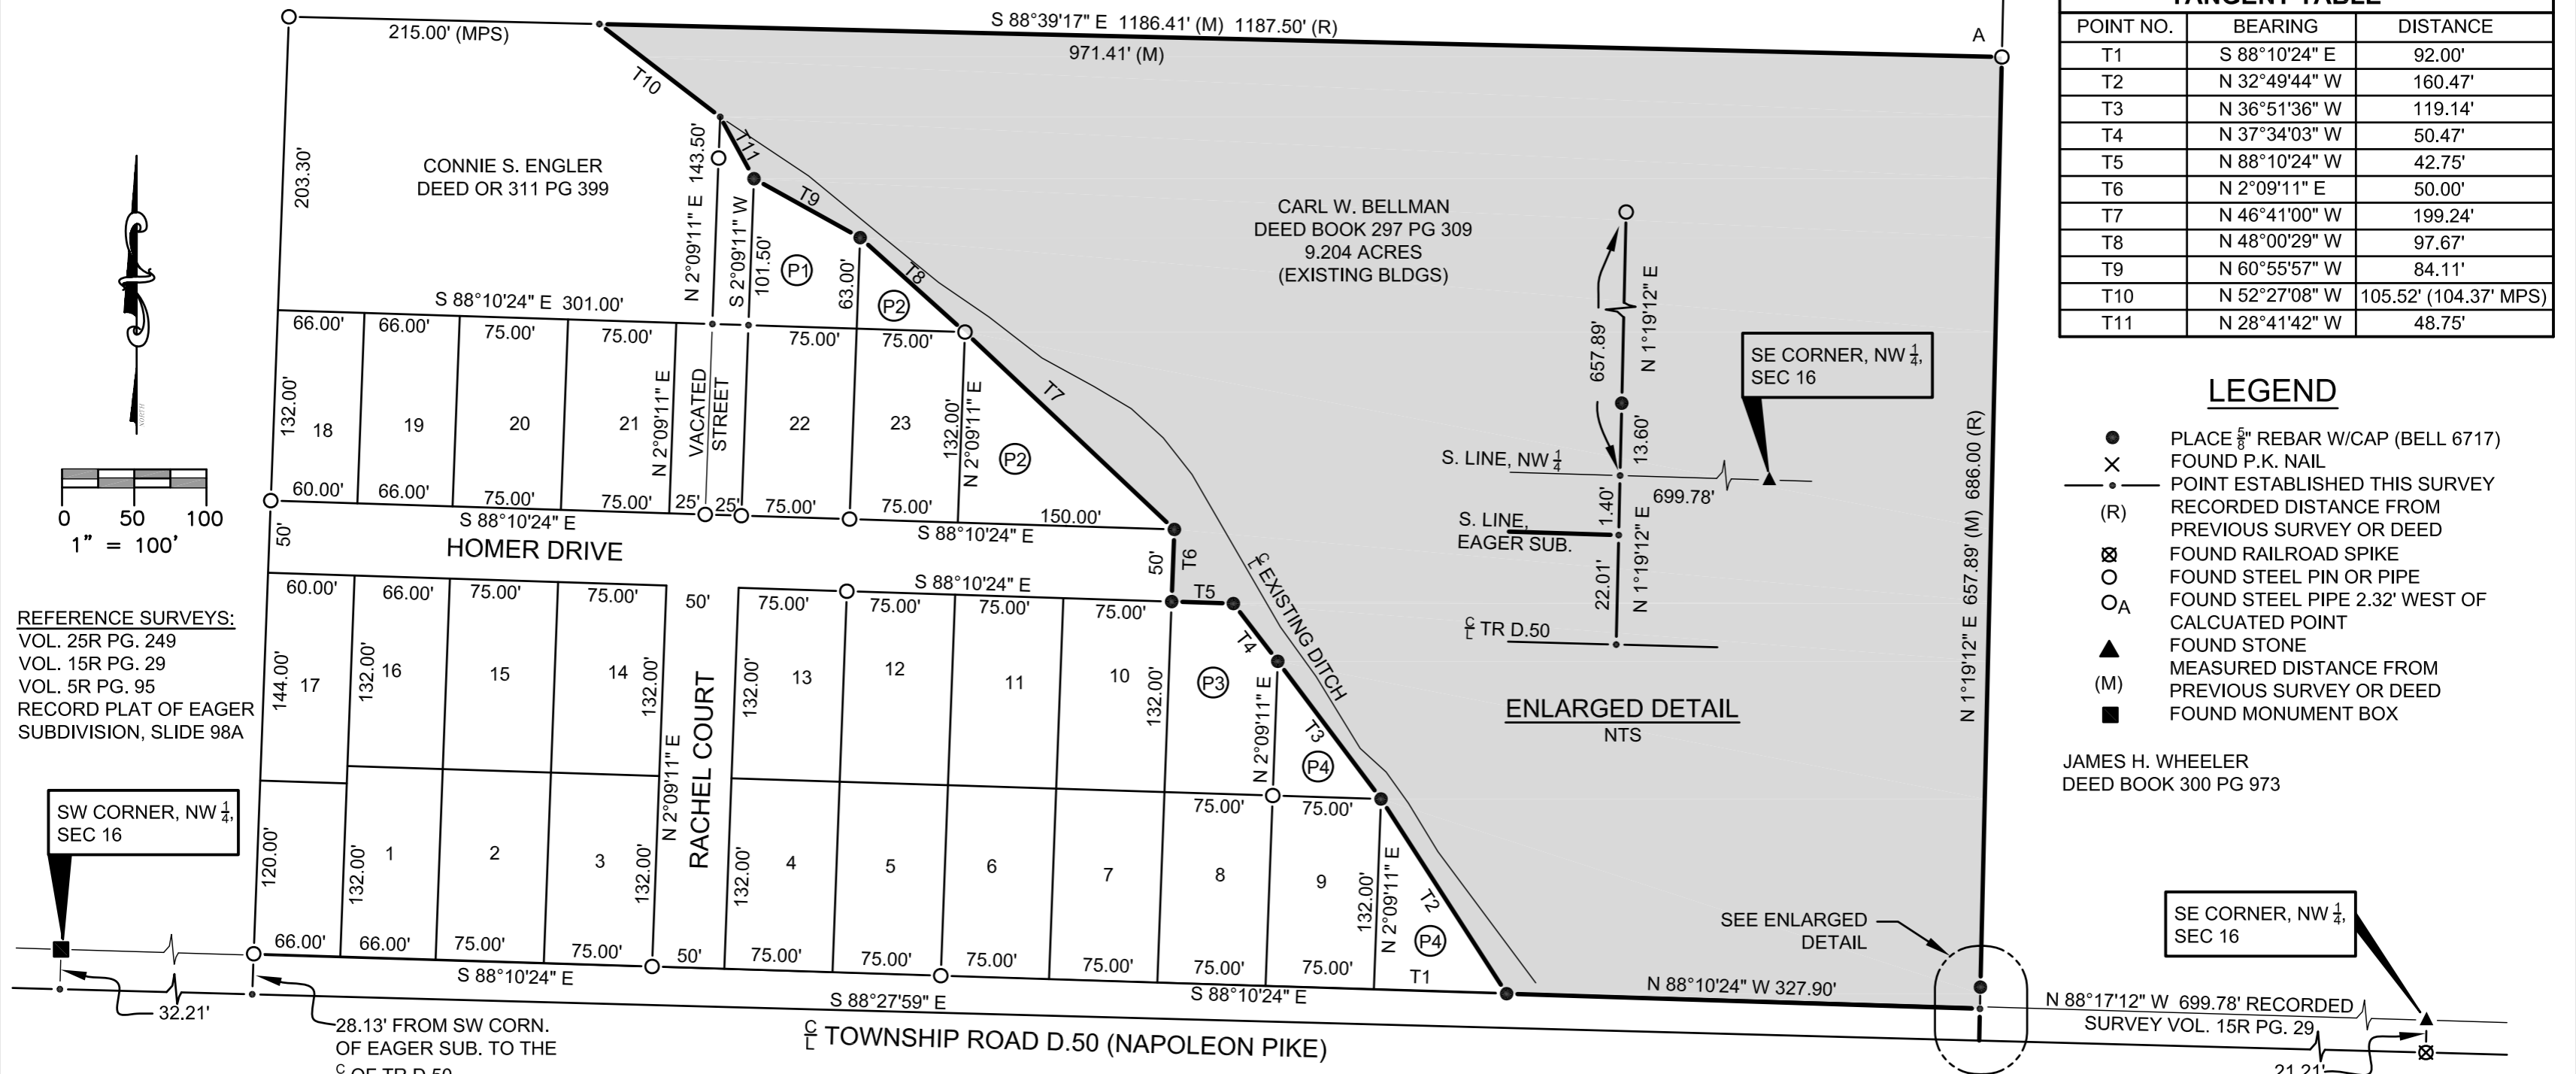 S 88°39'17" E 1186.41' (M) 1187.50' (R)
215.00' (MPS)
971.41' (M)
A
T10
203.30'
CONNIE S. ENGLER
DEED OR 311 PG 399
N 2°09'11" E 143.50'
T11
S 2°09'11" W
101.50'
T9
P1
63.00'
T8
P2
CARL W. BELLMAN
DEED BOOK 297 PG 309
9.204 ACRES
(EXISTING BLDGS)
S 88°10'24" E 301.00'
66.00'
66.00'
75.00'
75.00'
75.00'
75.00'
132.00'
18
19
20
21
N 2°09'11" E
VACATED
STREET
22
23
132.00'
N 2°09'11" E
P2
T7
60.00'
66.00'
75.00'
75.00'
25'
25'
75.00'
75.00'
150.00'
S 88°10'24" E
S 88°10'24" E
50'
HOMER DRIVE
50'
T6
T5
S 88°10'24" E
60.00'
66.00'
75.00'
75.00'
50'
75.00'
75.00'
75.00'
75.00'
144.00'
17
132.00'
16
15
14
132.00'
132.00'
13
12
11
10
132.00'
P3
T4
N 2°09'11" E
T3
P4
C/L EXISTING DITCH
N 2°09'11" E
RACHEL COURT
75.00'
75.00'
120.00'
132.00'
1
2
3
132.00'
132.00'
4
5
6
7
8
9
132.00'
N 2°09'11" E
T2
P4
66.00'
66.00'
75.00'
75.00'
50'
75.00'
75.00'
75.00'
75.00'
75.00'
75.00'
T1
S 88°10'24" E
S 88°27'59" E
S 88°10'24" E
N 88°10'24" W 327.90'
C/L TOWNSHIP ROAD D.50 (NAPOLEON PIKE)
NORTH
0 50 100
1" = 100'
REFERENCE SURVEYS:
VOL. 25R PG. 249
VOL. 15R PG. 29
VOL. 5R PG. 95
RECORD PLAT OF EAGER
SUBDIVISION, SLIDE 98A
SW CORNER, NW 1/4,
SEC 16
32.21'
28.13' FROM SW CORN.
OF EAGER SUB. TO THE
C OF TR D.50
657.89'
N 1°19'12" E
13.60'
S. LINE, NW 1/4
699.78'
SE CORNER, NW 1/4,
SEC 16
1.40'
S. LINE,
EAGER SUB.
22.01'
N 1°19'12" E
C/L TR D.50
ENLARGED DETAIL
NTS
N 1°19'12" E 657.89' (M) 686.00 (R)
SEE ENLARGED
DETAIL
SE CORNER, NW 1/4,
SEC 16
N 88°17'12" W 699.78' RECORDED
SURVEY VOL. 15R PG. 29
21.21'
TANGENT TABLE
POINT NO. BEARING DISTANCE
T1 S 88°10'24" E 92.00'
T2 N 32°49'44" W 160.47'
T3 N 36°51'36" W 119.14'
T4 N 37°34'03" W 50.47'
T5 N 88°10'24" W 42.75'
T6 N 2°09'11" E 50.00'
T7 N 46°41'00" W 199.24'
T8 N 48°00'29" W 97.67'
T9 N 60°55'57" W 84.11'
T10 N 52°27'08" W 105.52' (104.37' MPS)
T11 N 28°41'42" W 48.75'
LEGEND
PLACE 5/8" REBAR W/CAP (BELL 6717)
FOUND P.K. NAIL
POINT ESTABLISHED THIS SURVEY
(R) RECORDED DISTANCE FROM
PREVIOUS SURVEY OR DEED
FOUND RAILROAD SPIKE
FOUND STEEL PIN OR PIPE
A FOUND STEEL PIPE 2.32' WEST OF
CALCUATED POINT
FOUND STONE
(M) MEASURED DISTANCE FROM
PREVIOUS SURVEY OR DEED
FOUND MONUMENT BOX
JAMES H. WHEELER
DEED BOOK 300 PG 973